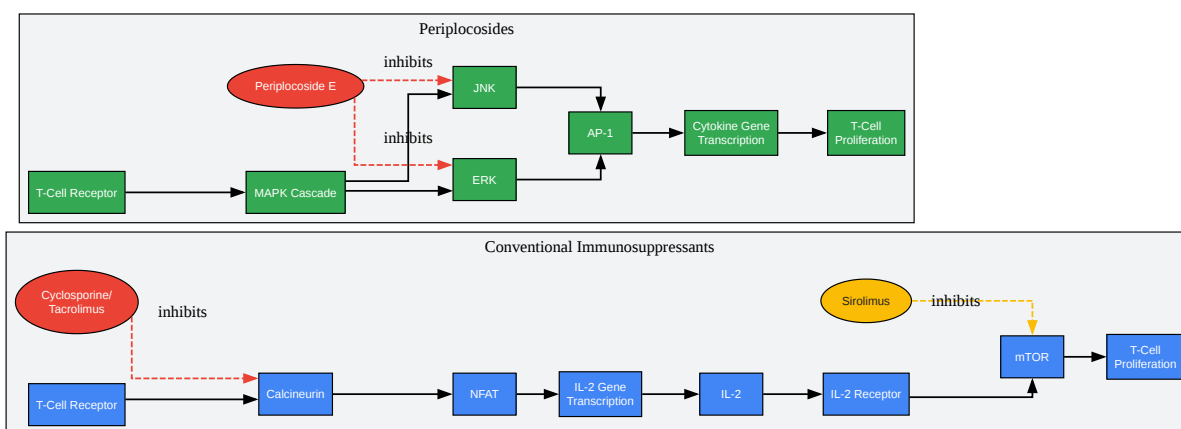 Periplocosides
inhibits
Periplocoside E
JNK
inhibits
AP-1
Cytokine Gene
Transcription
T-Cell
Proliferation
ERK
T-Cell Receptor
MAPK Cascade
Conventional Immunosuppressants
Cyclosporine/
Tacrolimus
inhibits
Sirolimus
inhibits
mTOR
T-Cell
Proliferation
T-Cell Receptor
Calcineurin
NFAT
IL-2 Gene
Transcription
IL-2
IL-2 Receptor